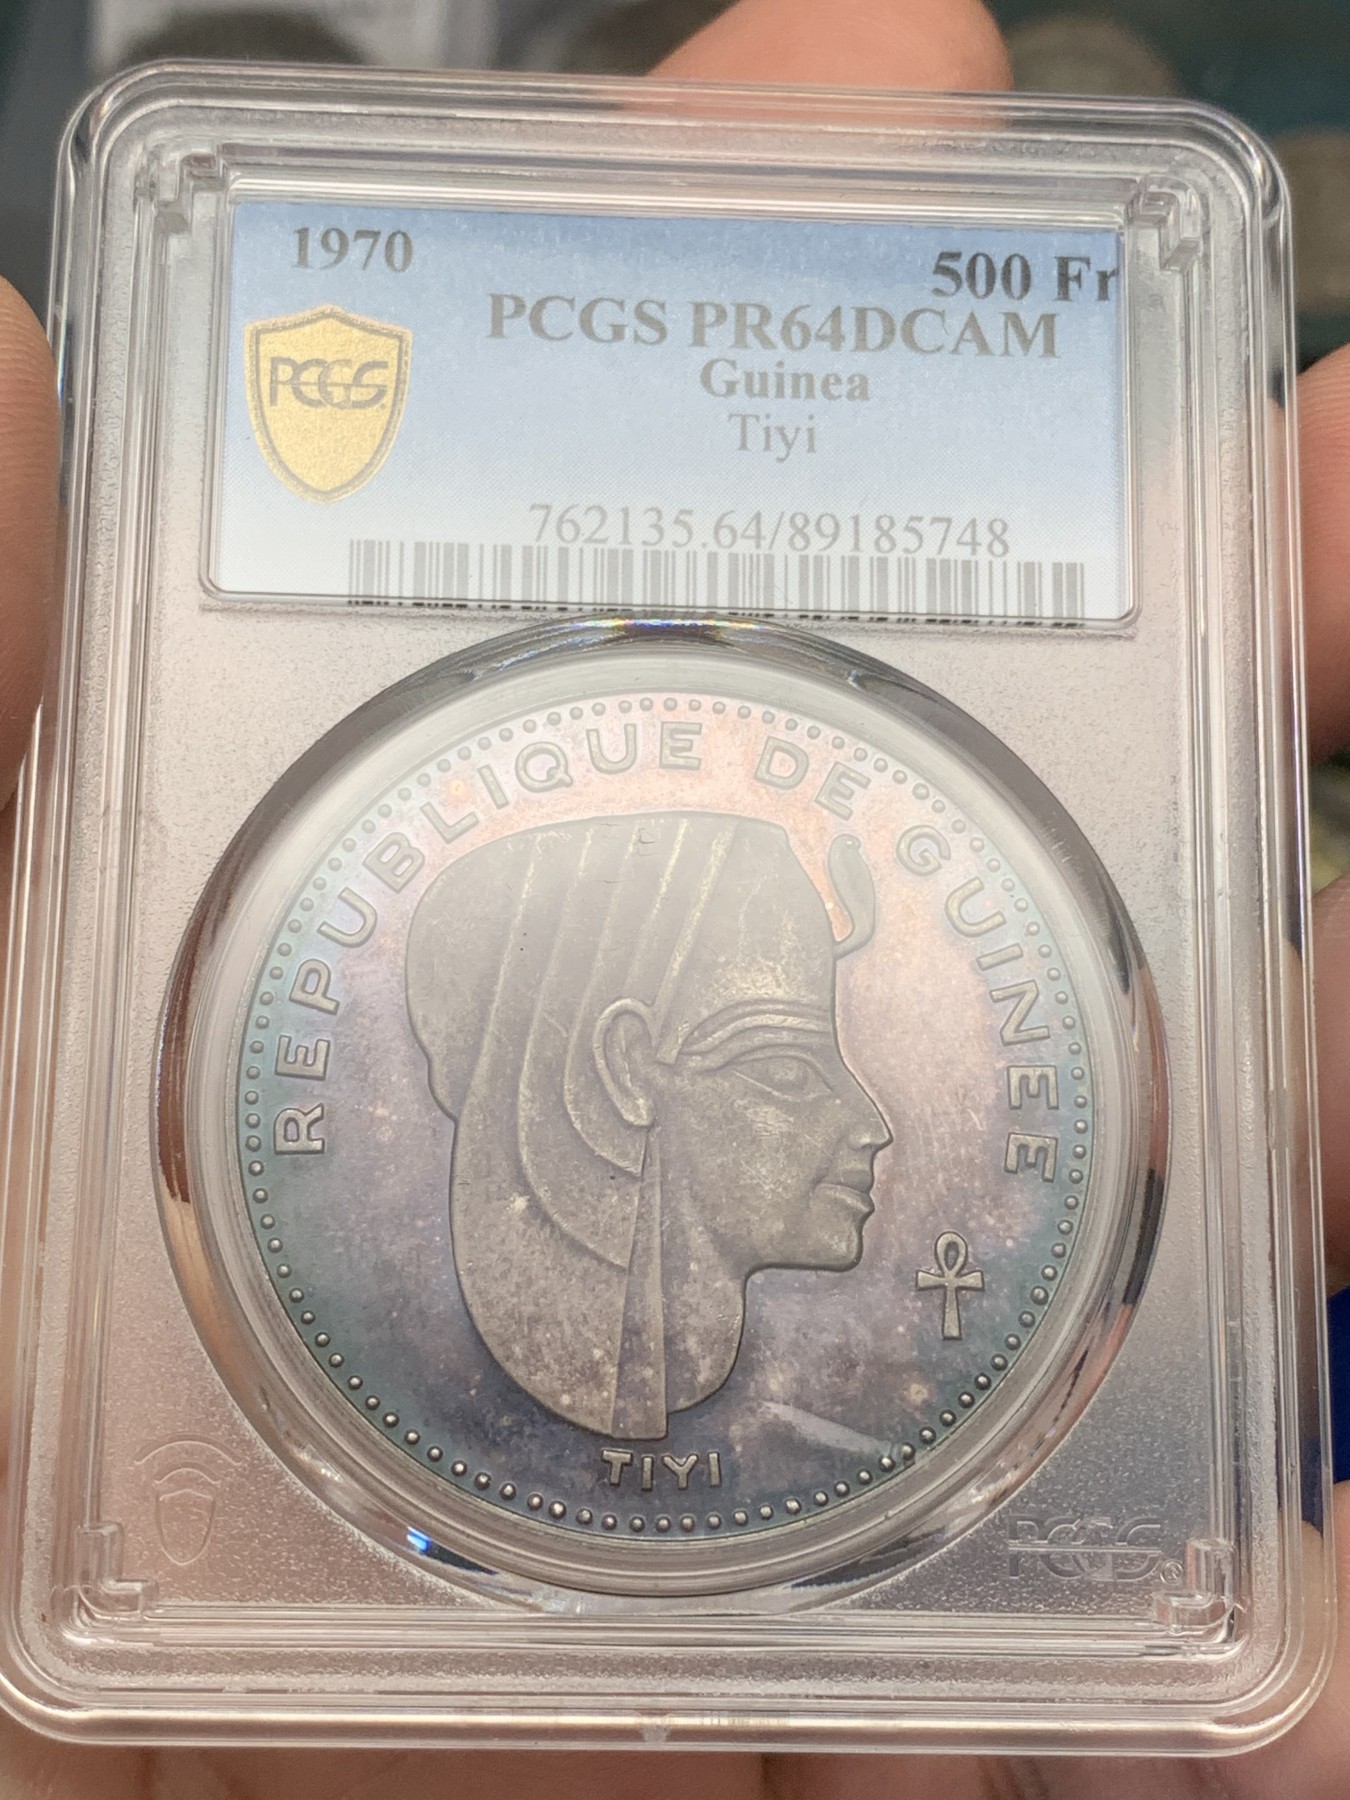 1970
500 Fr
PCGS PR64DCAM
Guinea
Tiyi
PCGS
762135.64/89185748
REPUBLIQUE DE GUINEE
TIYI
PCGS